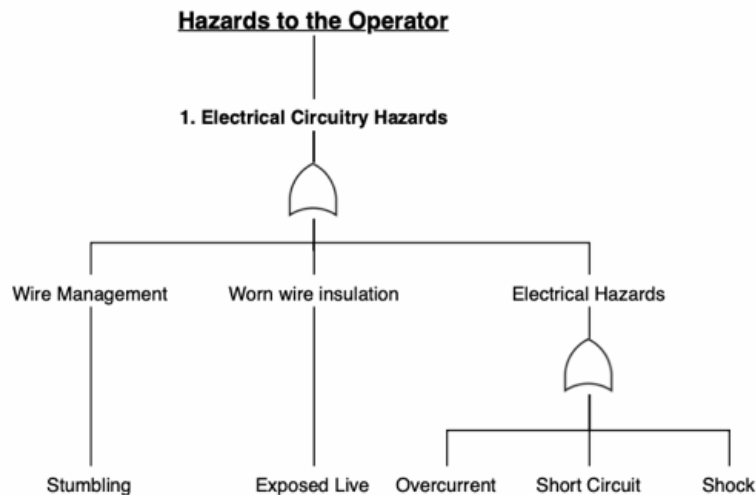 Hazards to the Operator
1. Electrical Circuitry Hazards
Wire Management
Worn wire insulation
Electrical Hazards
Stumbling
Exposed Live
Overcurrent
Short Circuit
Shock